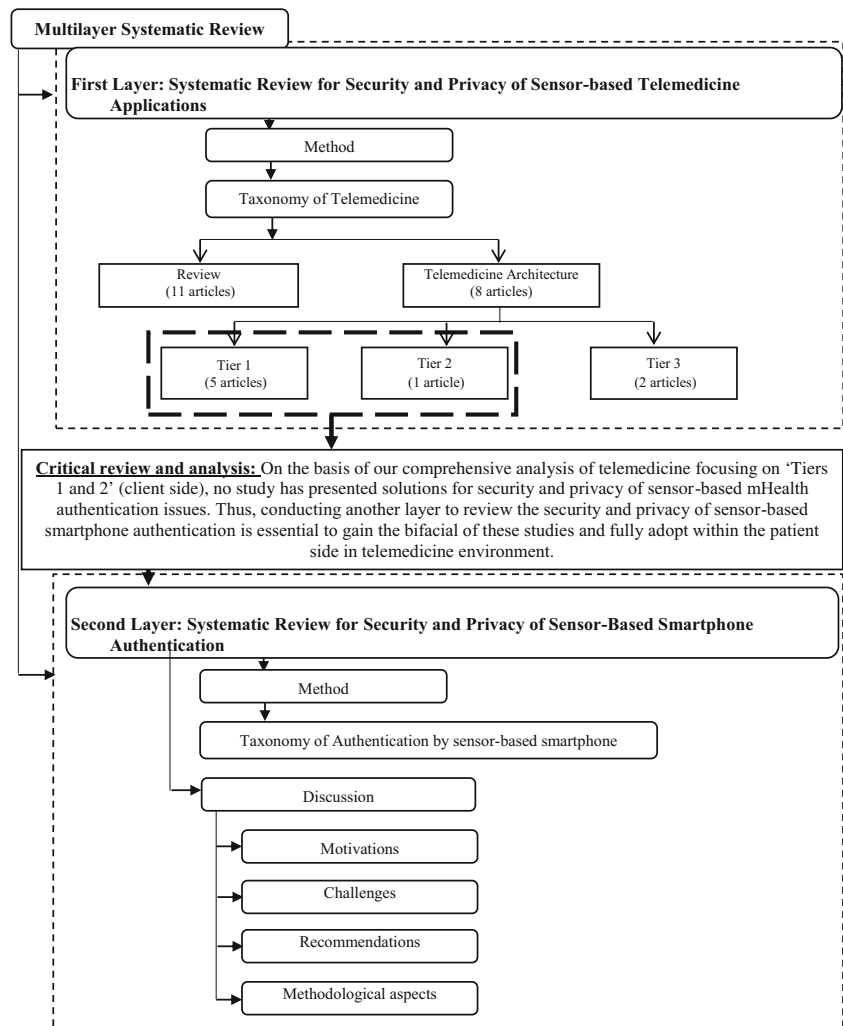 Multilayer Systematic Review
First Layer: Systematic Review for Security and Privacy of Sensor-based Telemedicine
Applications
Method
Taxonomy of Telemedicine
Review
(11 articles)
Telemedicine Architecture
(8 articles)
Tier 1
(5 articles)
Tier 2
(1 article)
Tier 3
(2 articles)
Critical review and analysis: On the basis of our comprehensive analysis of telemedicine focusing on ‘Tiers
1 and 2’ (client side), no study has presented solutions for security and privacy of sensor-based mHealth
authentication issues. Thus, conducting another layer to review the security and privacy of sensor-based
smartphone authentication is essential to gain the bifacial of these studies and fully adopt within the patient
side in telemedicine environment.
Second Layer: Systematic Review for Security and Privacy of Sensor-Based Smartphone
Authentication
Method
Taxonomy of Authentication by sensor-based smartphone
Discussion
Motivations
Challenges
Recommendations
Methodological aspects